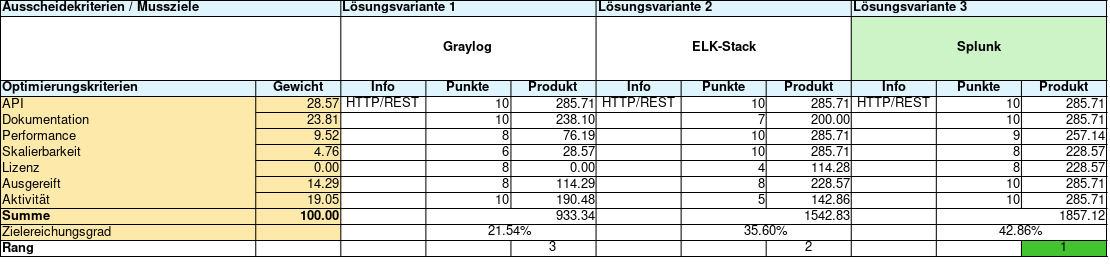 Ausscheidekriterien / Mussziele Lösungsvariante 1 Lösungsvariante 2 Lösungsvariante 3
Graylog ELK-Stack Splunk
Optimierungskriterien Gewicht Info Punkte Produkt Info Punkte Produkt Info Punkte Produkt
API 28.57 HTTP/REST 10 285.71 HTTP/REST 10 285.71 HTTP/REST 10 285.71
Dokumentation 23.81 10 238.10 7 200.00 10 285.71
Performance 9.52 8 76.19 10 285.71 9 257.14
Skalierbarkeit 4.76 6 28.57 10 285.71 8 228.57
Lizenz 0.00 8 0.00 4 114.28 8 228.57
Ausgereift 14.29 8 114.29 8 228.57 10 285.71
Aktivität 19.05 10 190.48 5 142.86 10 285.71
Summe 100.00 933.34 1542.83 1857.12
Zielereichungsgrad 21.54% 35.60% 42.86%
Rang 3 2 1